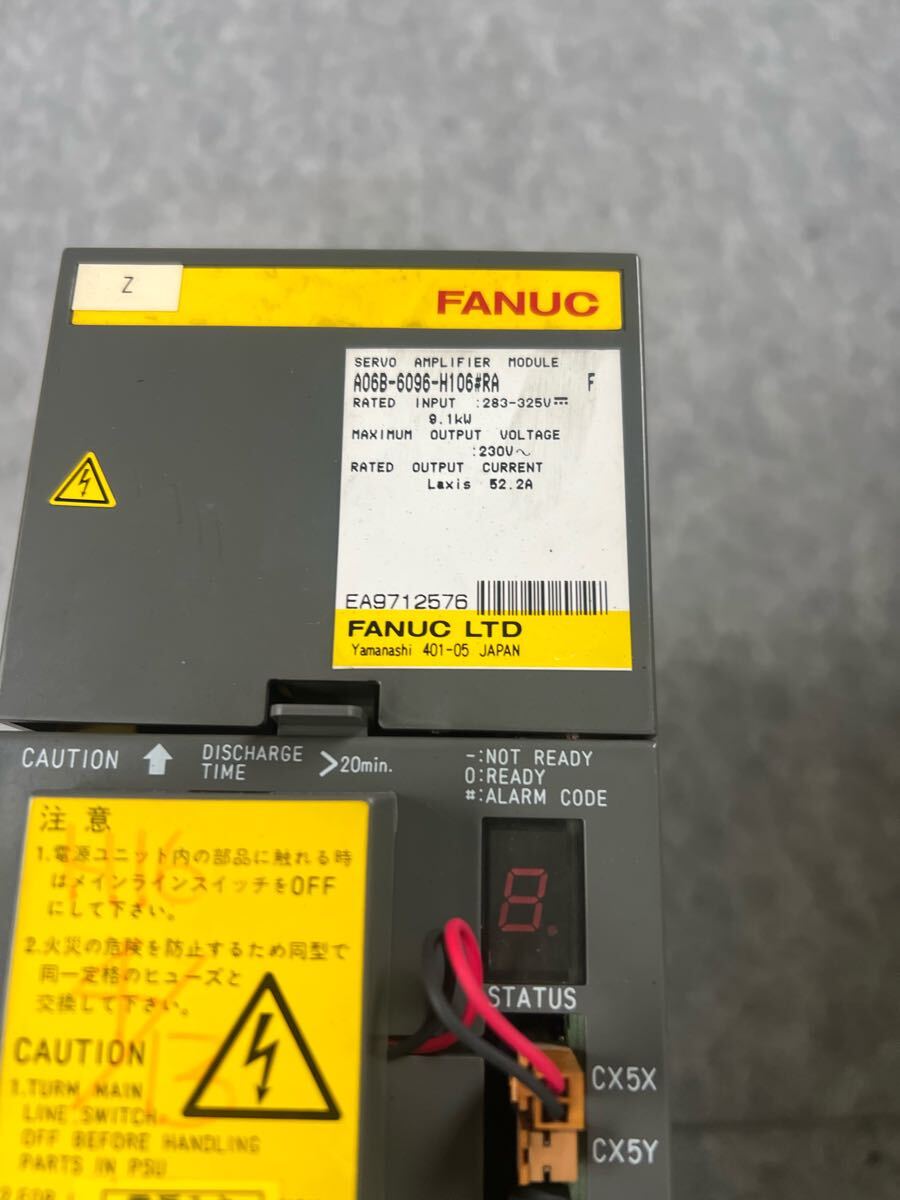 Z
FANUC
SERVO AMPLIFIER MODULE
A06B-6096-H106#RA F
RATED INPUT :283-325V⎓
9.1kW
MAXIMUM OUTPUT VOLTAGE
:230V～
RATED OUTPUT CURRENT
Laxis 52.2A
EA9712576
FANUC LTD
Yamanashi 401-05 JAPAN
CAUTION
DISCHARGE
TIME >20min.
-:NOT READY
0:READY
#:ALARM CODE
注意
1.電源ユニット内の部品に触れる時
はメインラインスイッチをOFF
にして下さい。
2.火災の危険を防止するため同型で
同一定格のヒューズと
交換して下さい。
CAUTION
1.TURN MAIN
LINE SWITCH
OFF BEFORE HANDLING
PARTS IN PSU
8.
STATUS
CX5X
CX5Y